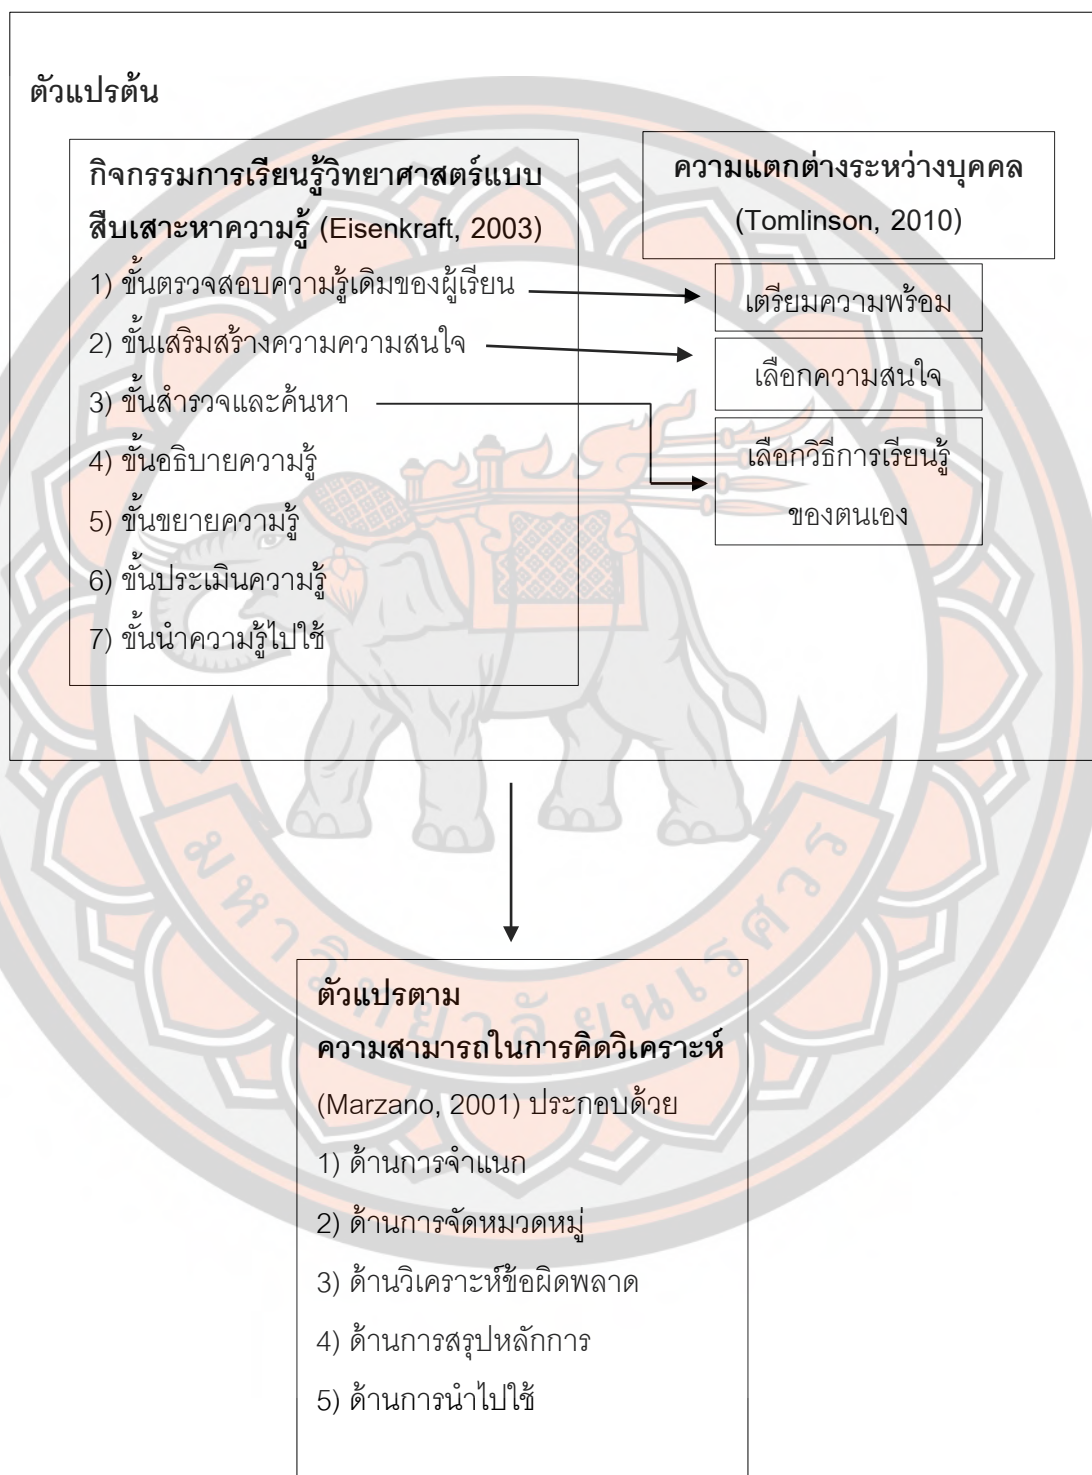 ตัวแปรต้น
กิจกรรมการเรียนรู้วิทยาศาสตร์แบบ
สืบเสาะหาความรู้ (Eisenkraft, 2003)
1) ขั้นตรวจสอบความรู้เดิมของผู้เรียน
2) ขั้นเสริมสร้างความความสนใจ
3) ขั้นสำรวจและค้นหา
4) ขั้นอธิบายความรู้
5) ขั้นขยายความรู้
6) ขั้นประเมินความรู้
7) ขั้นนำความรู้ไปใช้
ความแตกต่างระหว่างบุคคล
(Tomlinson, 2010)
เตรียมความพร้อม
เลือกความสนใจ
เลือกวิธีการเรียนรู้
ของตนเอง
มหาวิทยาลัยนเรศวร
ตัวแปรตาม
ความสามารถในการคิดวิเคราะห์
(Marzano, 2001) ประกอบด้วย
1) ด้านการจำแนก
2) ด้านการจัดหมวดหมู่
3) ด้านวิเคราะห์ข้อผิดพลาด
4) ด้านการสรุปหลักการ
5) ด้านการนำไปใช้